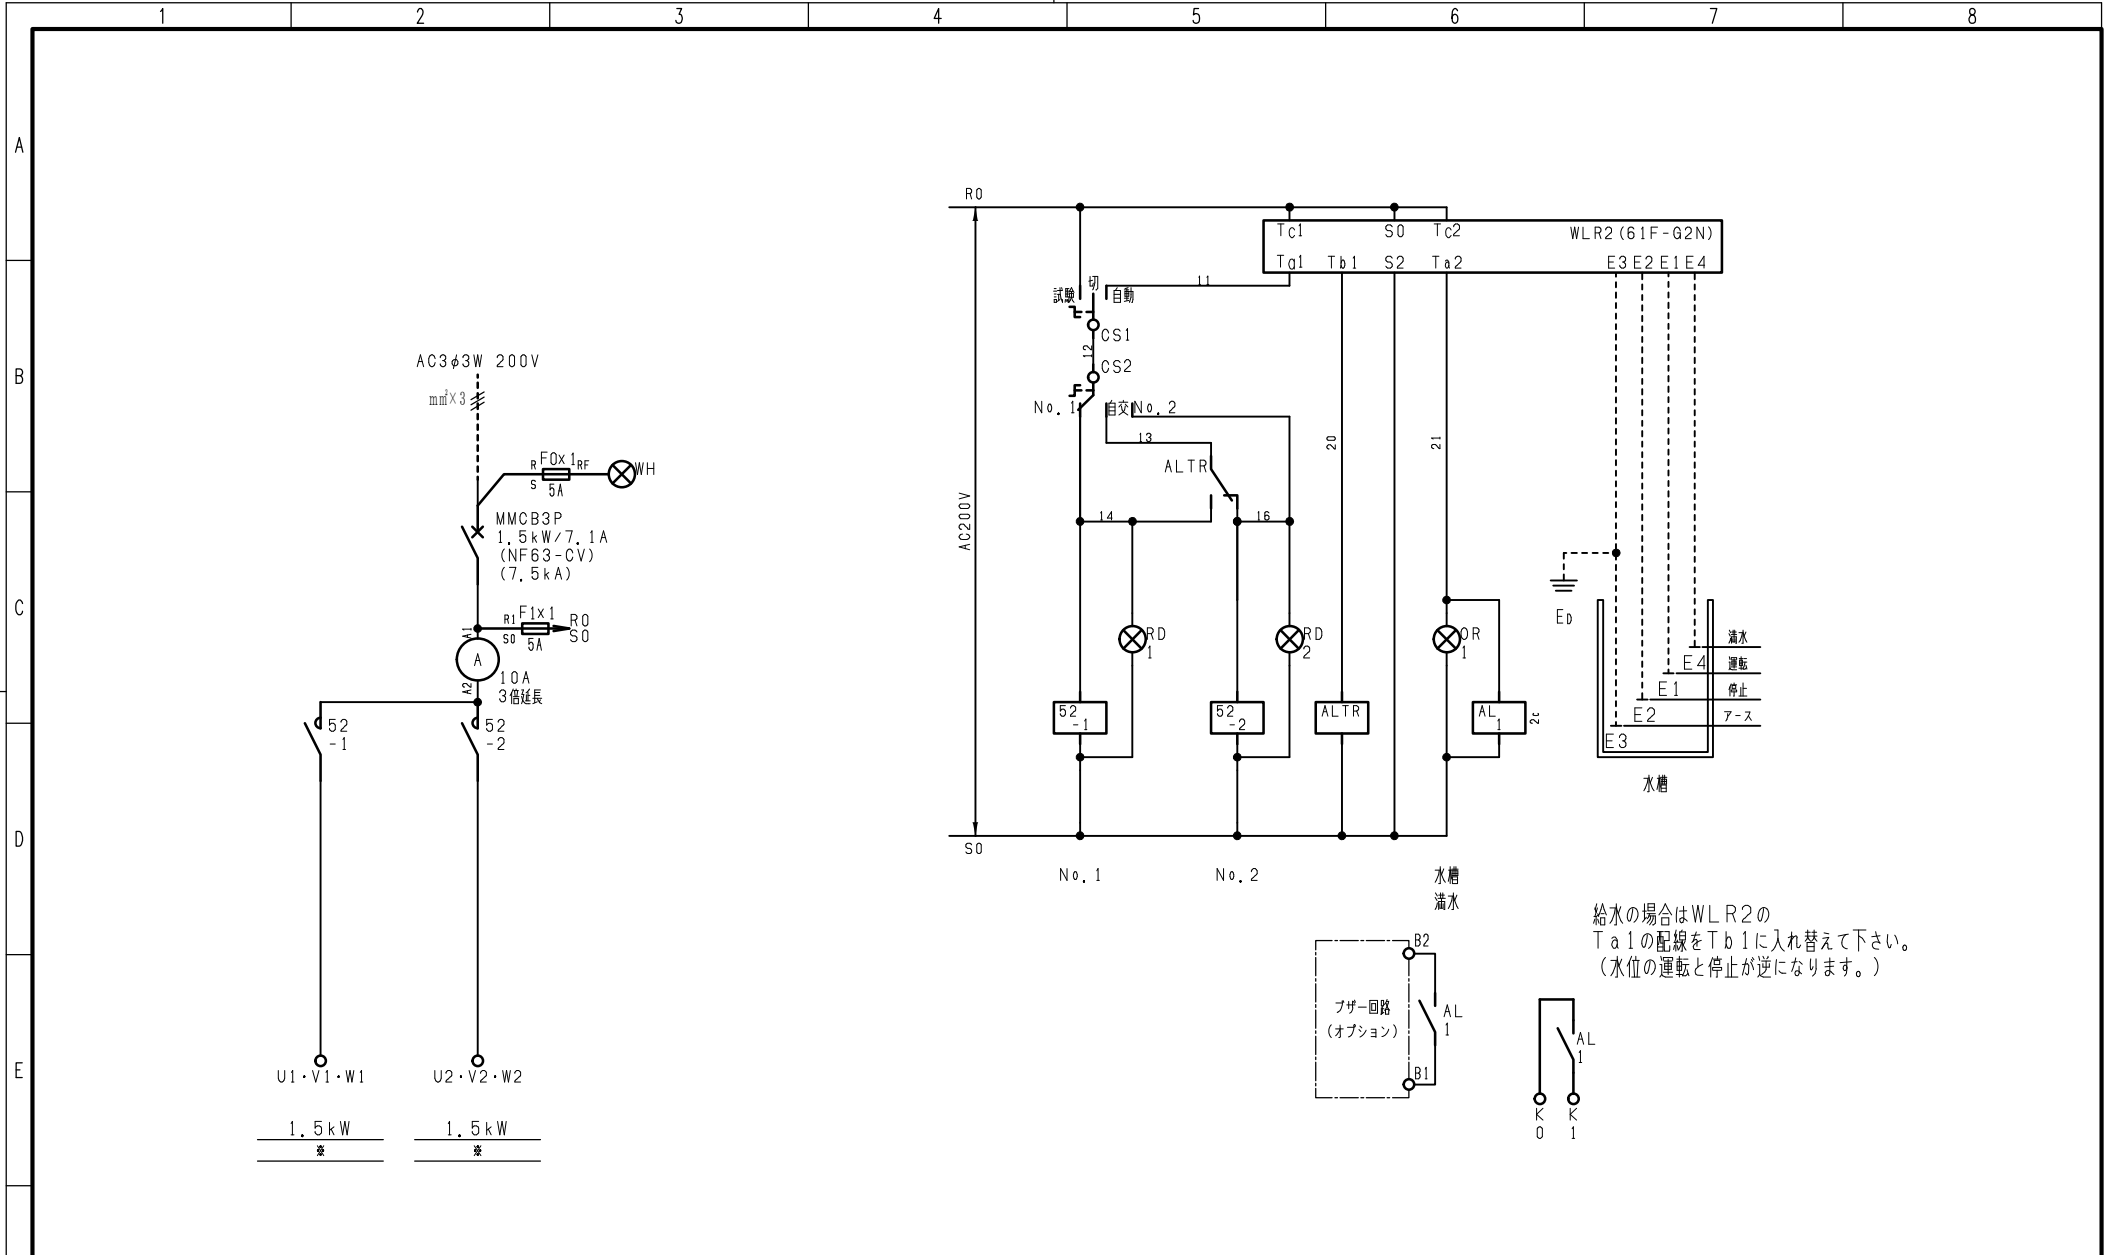 1 2 3 4 5 6 7 8
A
B
C
D
E
AC3φ3W 200V
mm²×3
R F0x1 RF
S 5A
WH
MMCB3P
1.5kW/7.1A
(NF63-CV)
(7.5kA)
R1 F1x1 R0
S0 5A S0
A1
A
A2
10A
3倍延長
52
-1
52
-2
U1・V1・W1
U2・V2・W2
1.5kW
※
1.5kW
※
R0
AC200V
S0
Tc1 S0 Tc2 WLR2(61F-G2N)
Ta1 Tb1 S2 Ta2 E3 E2 E1 E4
試験 切 自動
11
CS1
12
CS2
No.1 自交 No.2
13
ALTR
14
16
20
21
RD
1
RD
2
OR
1
52
-1
52
-2
ALTR
AL
1
2c
No.1
No.2
水槽
満水
ED
満水
E4 運転
E1 停止
E2 アース
E3
水槽
給水の場合はWLR2の
Ta1の配線をTb1に入れ替えて下さい。
(水位の運転と停止が逆になります。)
B2
ブザー回路
(オプション)
AL
1
B1
AL
1
K
0
K
1